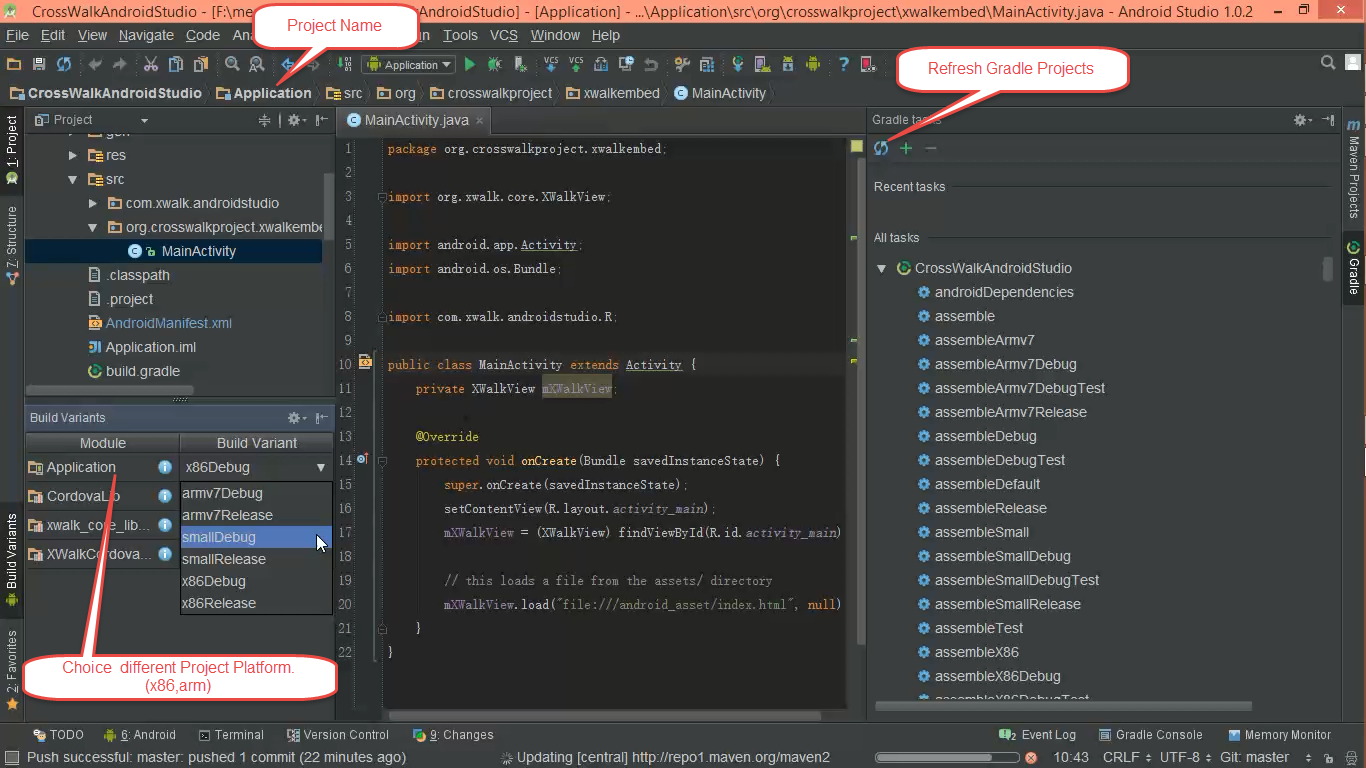 CrossWalkAndroidStudio - [F:\me
AndroidStudio] - [Application] - ...\Application\src\org\crosswalkproject\xwalkembed\MainActivity.java - Android Studio 1.0.2
Project Name
File Edit View Navigate Code Tools VCS Window Help
Application
Refresh Gradle Projects
CrossWalkAndroidStudio Application src org crosswalkproject xwalkembed MainActivity
1: Project
7: Structure
Build Variants
2: Favorites
Project
res
src
com.xwalk.androidstudio
org.crosswalkproject.xwalkembe
MainActivity
.classpath
.project
AndroidManifest.xml
Application.iml
build.gradle
Build Variants
Module Build Variant
Application x86Debug
CordovaLib
xwalk_core_lib...
XWalkCordova...
armv7Debug
armv7Release
smallDebug
smallRelease
x86Debug
x86Release
Choice different Project Platform.
(x86,arm)
MainActivity.java
1 package org.crosswalkproject.xwalkembed;
2
3 import org.xwalk.core.XWalkView;
4
5 import android.app.Activity;
6 import android.os.Bundle;
7
8 import com.xwalk.androidstudio.R;
9
10 public class MainActivity extends Activity {
11 private XWalkView mXWalkView;
12
13 @Override
14 protected void onCreate(Bundle savedInstanceState) {
15 super.onCreate(savedInstanceState);
16 setContentView(R.layout.activity_main);
17 mXWalkView = (XWalkView) findViewById(R.id.activity_main)
18
19 // this loads a file from the assets/ directory
20 mXWalkView.load("file:///android_asset/index.html", null)
21 }
22 }
Gradle tasks
Recent tasks
All tasks
CrossWalkAndroidStudio
androidDependencies
assemble
assembleArmv7
assembleArmv7Debug
assembleArmv7DebugTest
assembleArmv7Release
assembleDebug
assembleDebugTest
assembleDefault
assembleRelease
assembleSmall
assembleSmallDebug
assembleSmallDebugTest
assembleSmallRelease
assembleTest
assembleX86
assembleX86Debug
assembleX86DebugTest
Maven Projects
Gradle
TODO 6: Android Terminal Version Control 9: Changes Event Log Gradle Console Memory Monitor
Push successful: master: pushed 1 commit (22 minutes ago) Updating [central] http://repo1.maven.org/maven2 10:43 CRLF UTF-8 Git: master